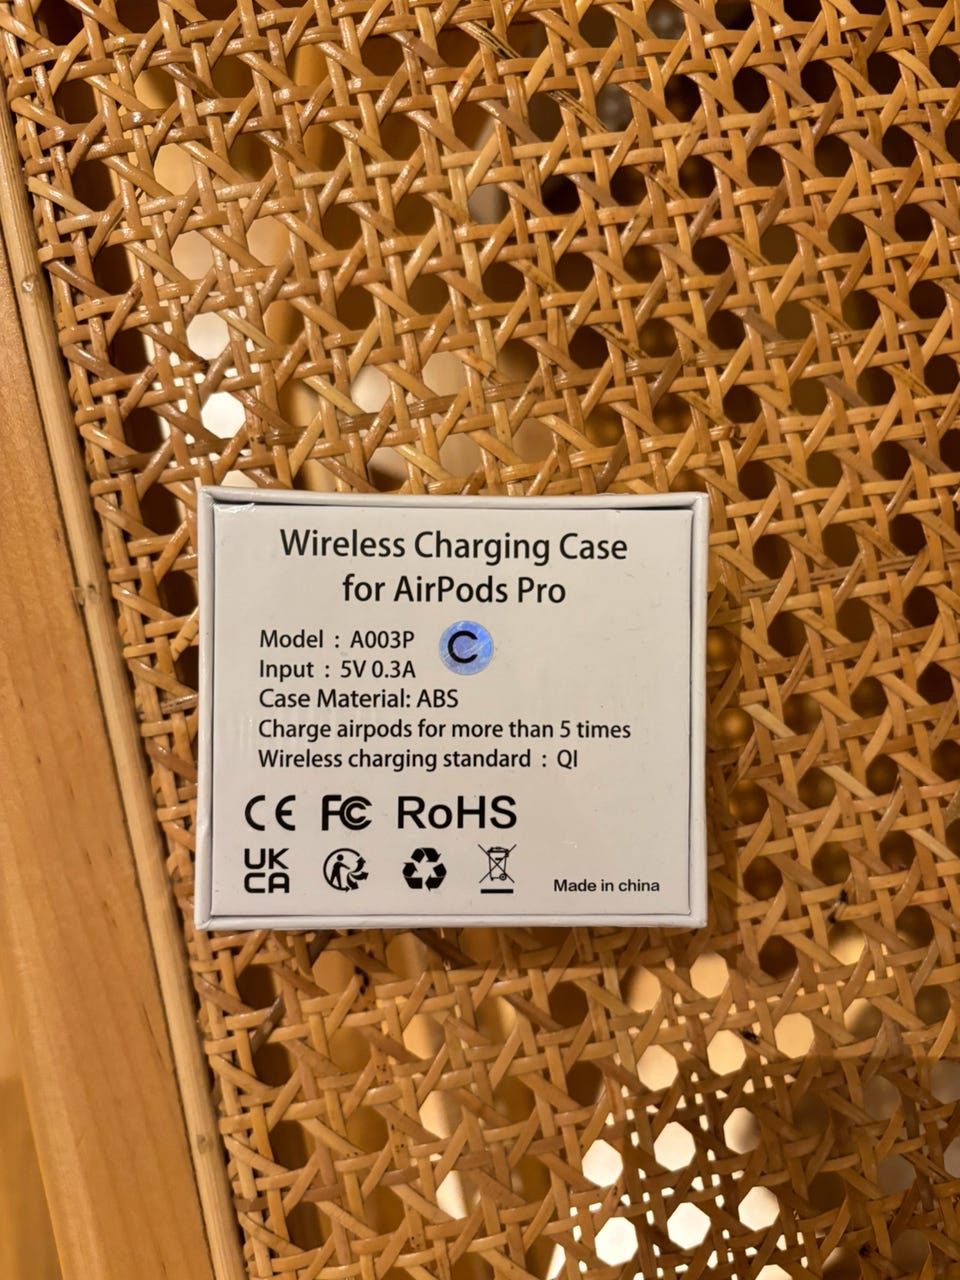 Wireless Charging Case
for AirPods Pro
Model : A003P
C
Input : 5V 0.3A
Case Material: ABS
Charge airpods for more than 5 times
Wireless charging standard : QI
CE FC RoHS
UK
CA
Made in china